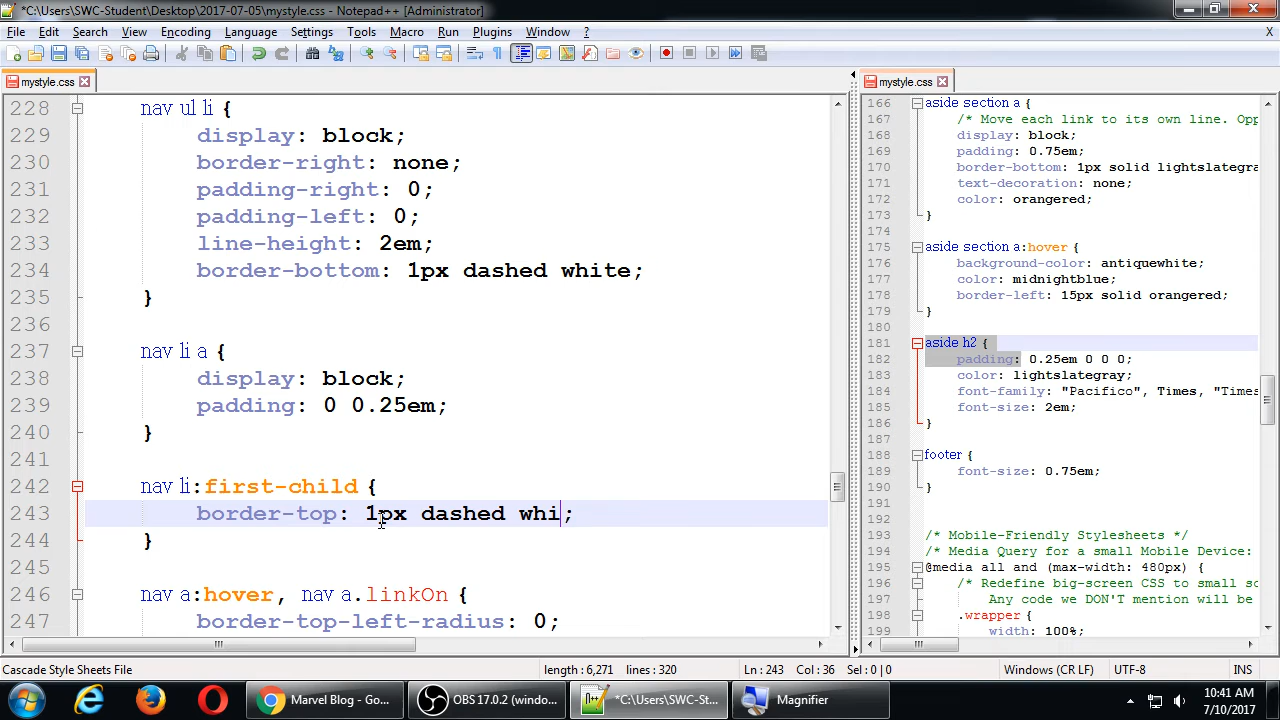 *C:\Users\SWC-Student\Desktop\2017-07-05\mystyle.css - Notepad++ [Administrator]
File Edit Search View Encoding Language Settings Tools Macro Run Plugins Window ? X
mystyle.css
228 nav ul li {
229 display: block;
230 border-right: none;
231 padding-right: 0;
232 padding-left: 0;
233 line-height: 2em;
234 border-bottom: 1px dashed white;
235 }
236
237 nav li a {
238 display: block;
239 padding: 0 0.25em;
240 }
241
242 nav li:first-child {
243 border-top: 1px dashed whi;
244 }
245
246 nav a:hover, nav a.linkOn {
247 border-top-left-radius: 0;
mystyle.css
166 aside section a {
167 /* Move each link to its own line. Opp
168 display: block;
169 padding: 0.75em;
170 border-bottom: 1px solid lightslategra
171 text-decoration: none;
172 color: orangered;
173 }
174
175 aside section a:hover {
176 background-color: antiquewhite;
177 color: midnightblue;
178 border-left: 15px solid orangered;
179 }
180
181 aside h2 {
182 padding: 0.25em 0 0 0;
183 color: lightslategray;
184 font-family: "Pacifico", Times, "Times
185 font-size: 2em;
186 }
187
188 footer {
189 font-size: 0.75em;
190 }
191
192
193 /* Mobile-Friendly Stylesheets */
194 /* Media Query for a small Mobile Device:
195 @media all and (max-width: 480px) {
196 /* Redefine big-screen CSS to small sc
197 Any code we DON'T mention will be
198 .wrapper {
199 width: 100%;
Cascade Style Sheets File length : 6,271 lines : 320 Ln : 243 Col : 36 Sel : 0 | 0 Windows (CR LF) UTF-8 INS
Marvel Blog - Go... OBS 17.0.2 (windo... *C:\Users\SWC-St... Magnifier 10:41 AM
7/10/2017